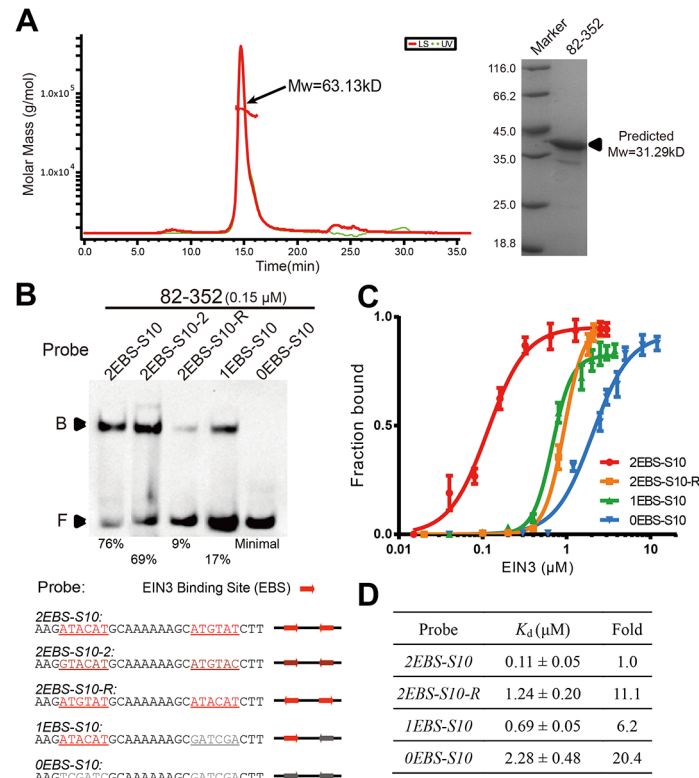 A
LS UV
Molar Mass (g/mol)
1.0x10⁵
1.0x10⁴
Mw=63.13kD
0.0 5.0 10.0 15.0 20.0 25.0 30.0 35.0
Time(min)
Marker
82-352
116.0
66.2
45.0
35.0
25.0
18.8
Predicted
Mw=31.29kD
B
82-352 (0.15 µM)
Probe
2EBS-S10
2EBS-S10-2
2EBS-S10-R
1EBS-S10
0EBS-S10
B
F
76%
69%
9%
17%
Minimal
Probe:
EIN3 Binding Site (EBS)
2EBS-S10:
AAGATACATGCAAAAAAGCATGTATCTT
2EBS-S10-2:
AAGGTACATGCAAAAAAGCATGTACCTT
2EBS-S10-R:
AAGATGTATGCAAAAAAGCATACATCTT
1EBS-S10:
AAGATACATGCAAAAAAGCGATCGACTT
0EBS-S10:
AAGTCGATCGCAAAAAAGCGATCGACTT
C
Fraction bound
1.0
0.5
0.0
0.01 0.1 1 10
EIN3 (µM)
2EBS-S10
2EBS-S10-R
1EBS-S10
0EBS-S10
D
Probe Kd (µM) Fold
2EBS-S10 0.11 ± 0.05 1.0
2EBS-S10-R 1.24 ± 0.20 11.1
1EBS-S10 0.69 ± 0.05 6.2
0EBS-S10 2.28 ± 0.48 20.4